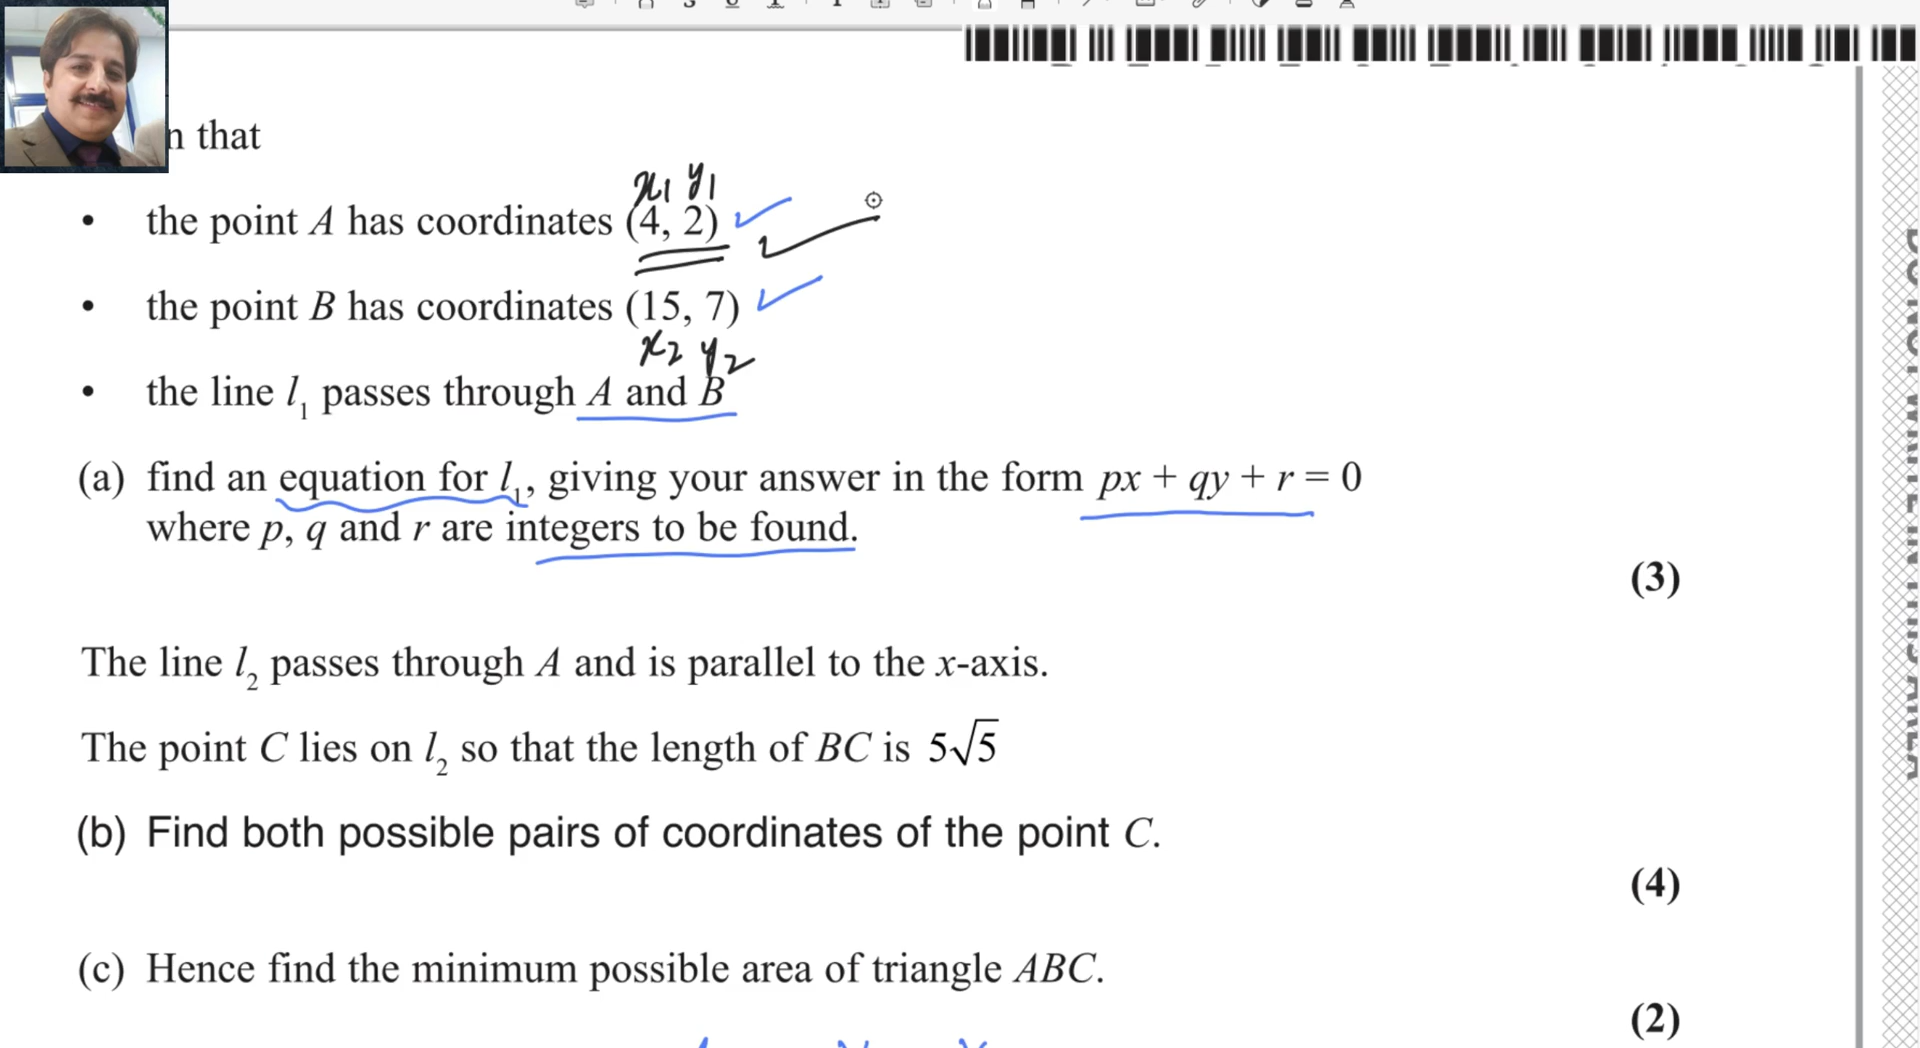 n that
x₁ y₁
• the point A has coordinates (4, 2)
• the point B has coordinates (15, 7)
x₂ y₂
• the line l₁ passes through A and B
(a) find an equation for l₁, giving your answer in the form px + qy + r = 0
where p, q and r are integers to be found.
(3)
The line l₂ passes through A and is parallel to the x-axis.
The point C lies on l₂ so that the length of BC is 5√5
(b) Find both possible pairs of coordinates of the point C.
(4)
(c) Hence find the minimum possible area of triangle ABC.
(2)